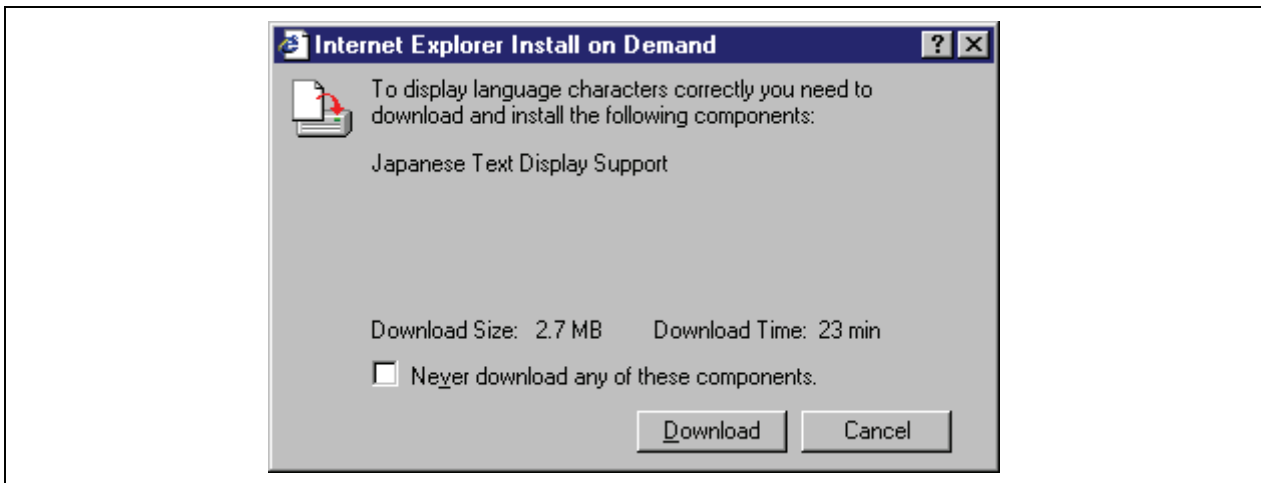 Internet Explorer Install on Demand
To display language characters correctly you need to
download and install the following components:
Japanese Text Display Support
Download Size: 2.7 MB Download Time: 23 min
Never download any of these components.
Download Cancel